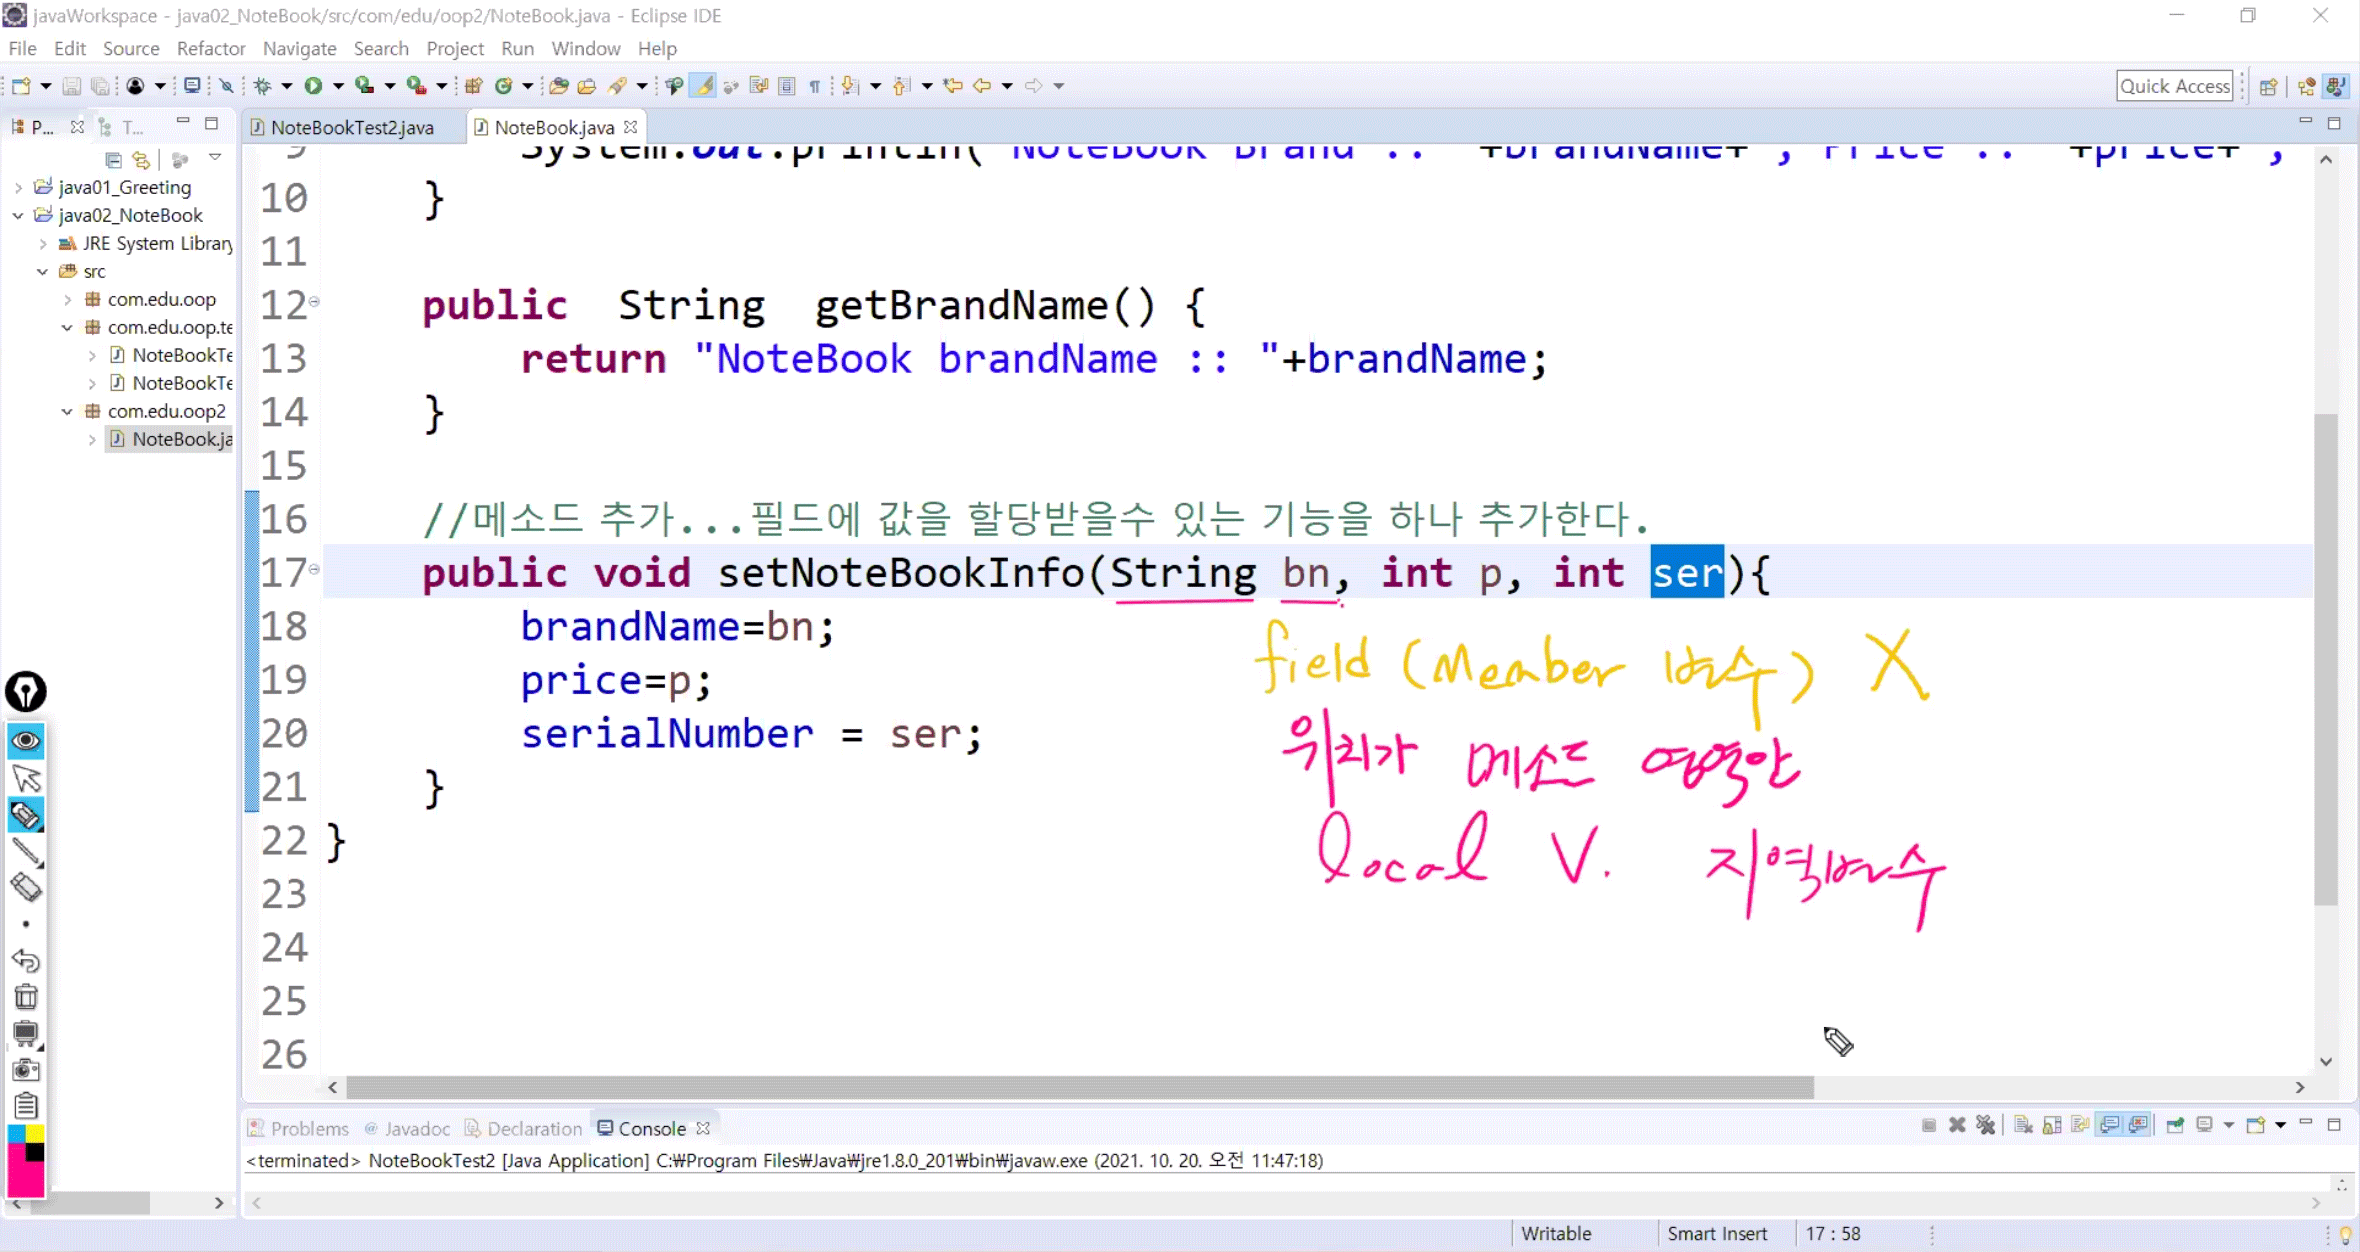 javaWorkspace - java02_NoteBook/src/com/edu/oop2/NoteBook.java - Eclipse IDE
File Edit Source Refactor Navigate Search Project Run Window Help
Quick Access
P... T...
NoteBookTest2.java NoteBook.java
java01_Greeting
java02_NoteBook
JRE System Library
src
com.edu.oop
com.edu.oop.te
NoteBookTe
NoteBookTe
com.edu.oop2
NoteBook.ja
9 System.out.println("NoteBook Brand :: "+brandName+", Price :: "+price+",
10 }
11
12 public String getBrandName() {
13 return "NoteBook brandName :: "+brandName;
14 }
15
16 //메소드 추가...필드에 값을 할당받을수 있는 기능을 하나 추가한다.
17 public void setNoteBookInfo(String bn, int p, int ser){
18 brandName=bn;
19 price=p;
20 serialNumber = ser;
21 }
22 }
23
24
25
26
field (Member 변수) X
위치가 메소드 영역안
local V. 지역변수
Problems @ Javadoc Declaration Console
<terminated> NoteBookTest2 [Java Application] C:₩Program Files₩Java₩jre1.8.0_201₩bin₩javaw.exe (2021. 10. 20. 오전 11:47:18)
Writable Smart Insert 17 : 58